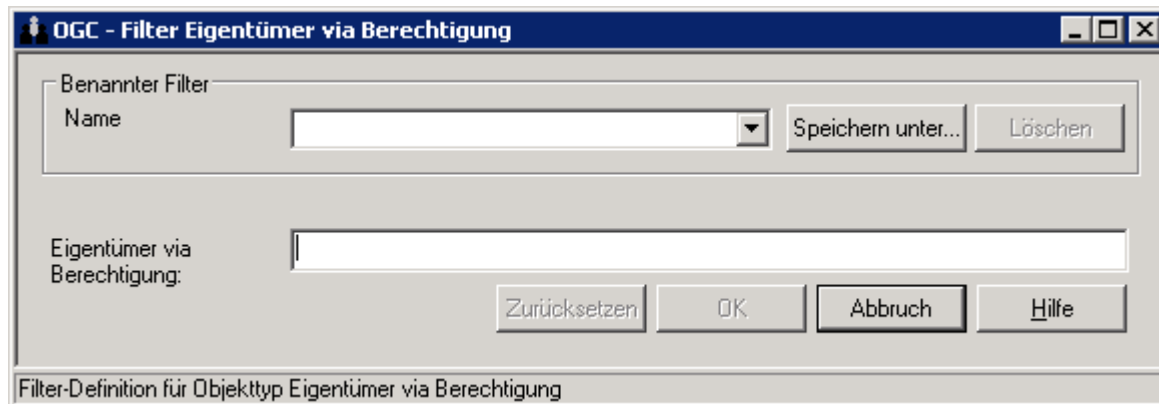 OGC - Filter Eigentümer via Berechtigung
Benannter Filter
Name
Speichern unter...
Löschen
Eigentümer via
Berechtigung:
Zurücksetzen
OK
Abbruch
Hilfe
Filter-Definition für Objekttyp Eigentümer via Berechtigung